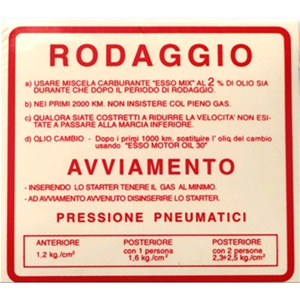 RODAGGIO
a) USARE MISCELA CARBURANTE "ESSO MIX" AL 2 % DI OLIO SIA
DURANTE CHE DOPO IL PERIODO DI RODAGGIO.
b) NEI PRIMI 2000 KM. NON INSISTERE COL PIENO GAS.
c) QUALORA SIATE COSTRETTI A RIDURRE LA VELOCITA' NON ESI-
TATE A PASSARE ALLA MARCIA INFERIORE.
d) OLIO CAMBIO - Dopo i primi 1000 km. sostituire l'olio del cambio
usando "ESSO MOTOR OIL 30"
AVVIAMENTO
- INSERENDO LO STARTER TENERE IL GAS AL MINIMO.
- AD AVVIAMENTO AVVENUTO DISINSERIRE LO STARTER.
PRESSIONE PNEUMATICI
ANTERIORE POSTERIORE POSTERIORE
con 1 persona con 2 persone
1,2 kg./cm² 1,6 kg./cm² 2,3÷2,5 kg./cm²